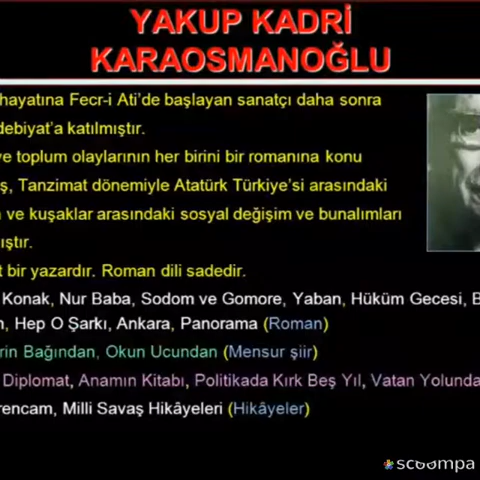 YAKUP KADRİ
KARAOSMANOĞLU
hayatına Fecr-i Ati'de başlayan sanatçı daha sonra
debiyat'a katılmıştır.
ve toplum olaylarının her birini bir romanına konu
ş, Tanzimat dönemiyle Atatürk Türkiye'si arasındaki
ve kuşaklar arasındaki sosyal değişim ve bunalımları
ıştır.
t bir yazardır. Roman dili sadedir.
Konak, Nur Baba, Sodom ve Gomore, Yaban, Hüküm Gecesi, B
n, Hep O Şarkı, Ankara, Panorama (Roman)
rin Bağından, Okun Ucundan (Mensur şiir)
Diplomat, Anamın Kitabı, Politikada Kırk Beş Yıl, Vatan Yolunda
rencam, Milli Savaş Hikâyeleri (Hikâyeler)